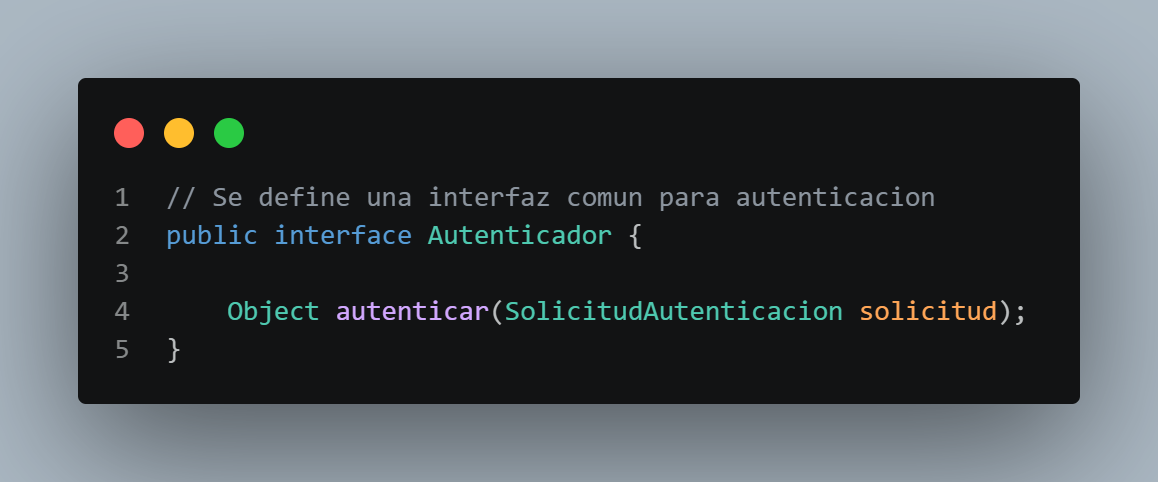 1 // Se define una interfaz comun para autenticacion
2 public interface Autenticador {
3
4     Object autenticar(SolicitudAutenticacion solicitud);
5 }